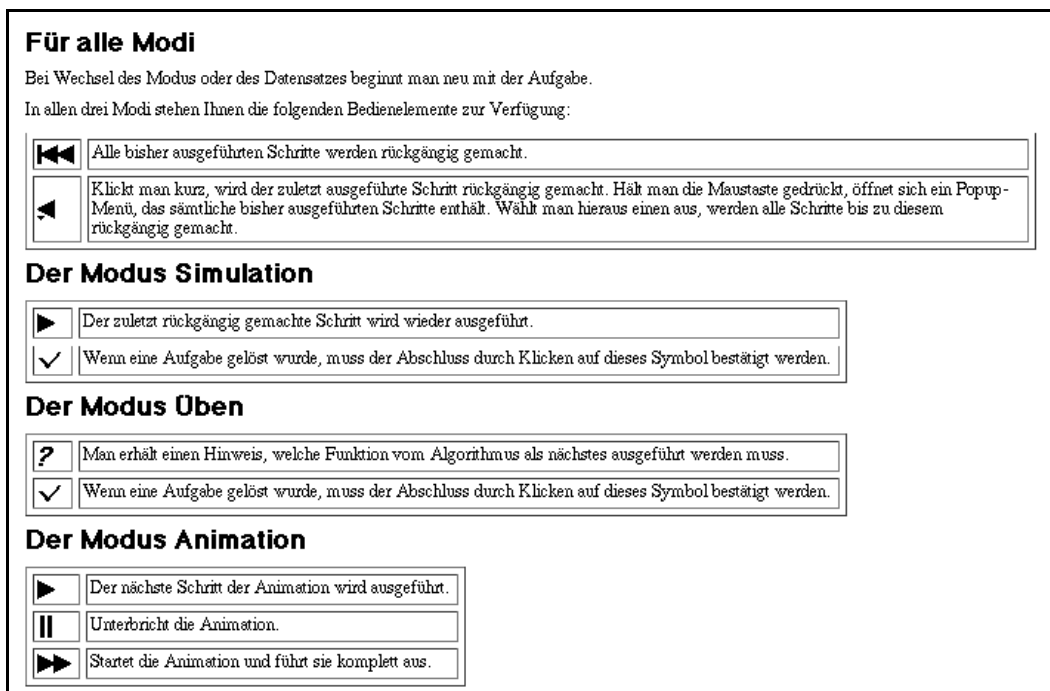 Für alle Modi
Bei Wechsel des Modus oder des Datensatzes beginnt man neu mit der Aufgabe.
In allen drei Modi stehen Ihnen die folgenden Bedienelemente zur Verfügung:
Alle bisher ausgeführten Schritte werden rückgängig gemacht.
Klickt man kurz, wird der zuletzt ausgeführte Schritt rückgängig gemacht. Hält man die Maustaste gedrückt, öffnet sich ein Popup-
Menü, das sämtliche bisher ausgeführten Schritte enthält. Wählt man hieraus einen aus, werden alle Schritte bis zu diesem
rückgängig gemacht.
Der Modus Simulation
Der zuletzt rückgängig gemachte Schritt wird wieder ausgeführt.
Wenn eine Aufgabe gelöst wurde, muss der Abschluss durch Klicken auf dieses Symbol bestätigt werden.
Der Modus Üben
? Man erhält einen Hinweis, welche Funktion vom Algorithmus als nächstes ausgeführt werden muss.
Wenn eine Aufgabe gelöst wurde, muss der Abschluss durch Klicken auf dieses Symbol bestätigt werden.
Der Modus Animation
Der nächste Schritt der Animation wird ausgeführt.
Unterbricht die Animation.
Startet die Animation und führt sie komplett aus.